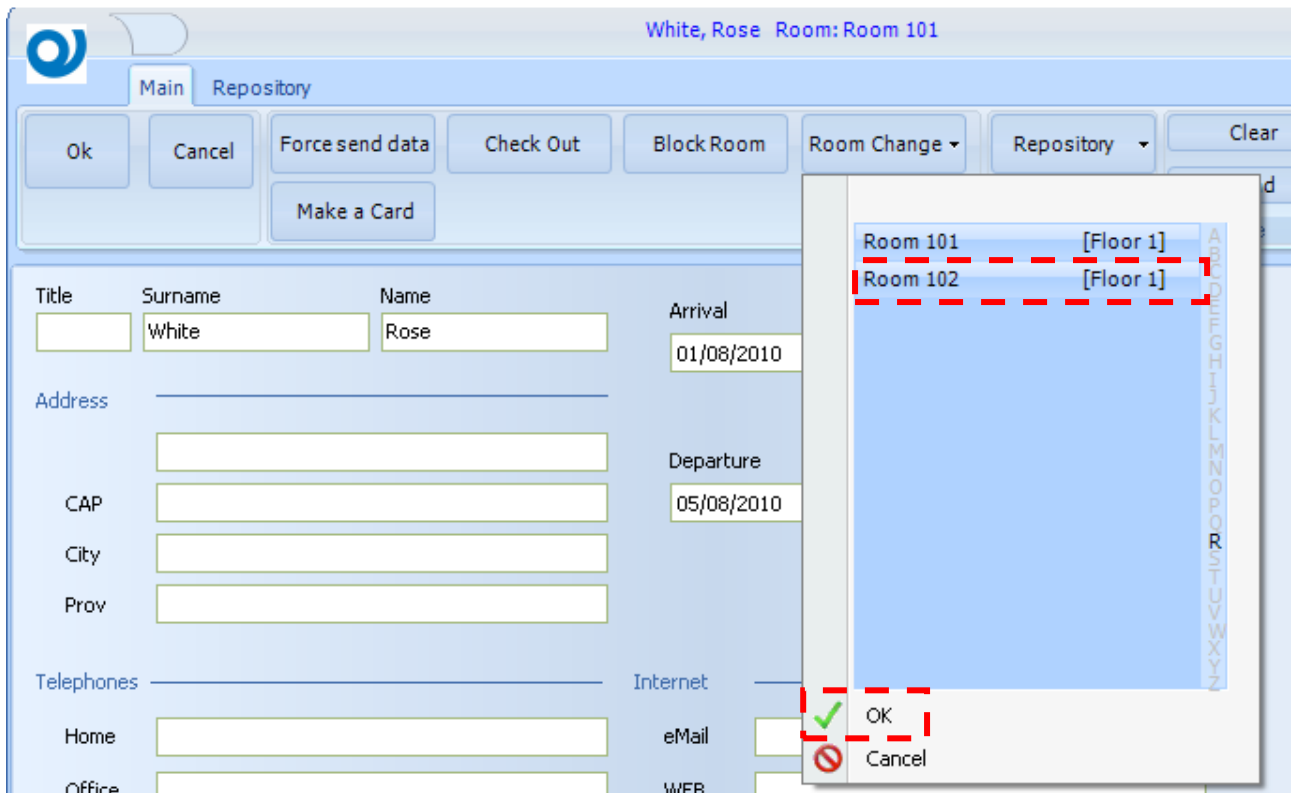 White, Rose Room: Room 101
Main Repository
Ok Cancel Force send data Check Out Block Room Room Change Repository Clear
Make a Card
d
Room 101 [Floor 1]
Room 102 [Floor 1]
A
B
C
D
E
F
G
H
I
J
K
L
M
N
O
P
Q
R
S
T
U
V
W
X
Y
Z
Title Surname Name
White Rose
Arrival
01/08/2010
Address
Departure
05/08/2010
CAP
City
Prov
Telephones Internet
Home eMail
Office WEB
OK
Cancel